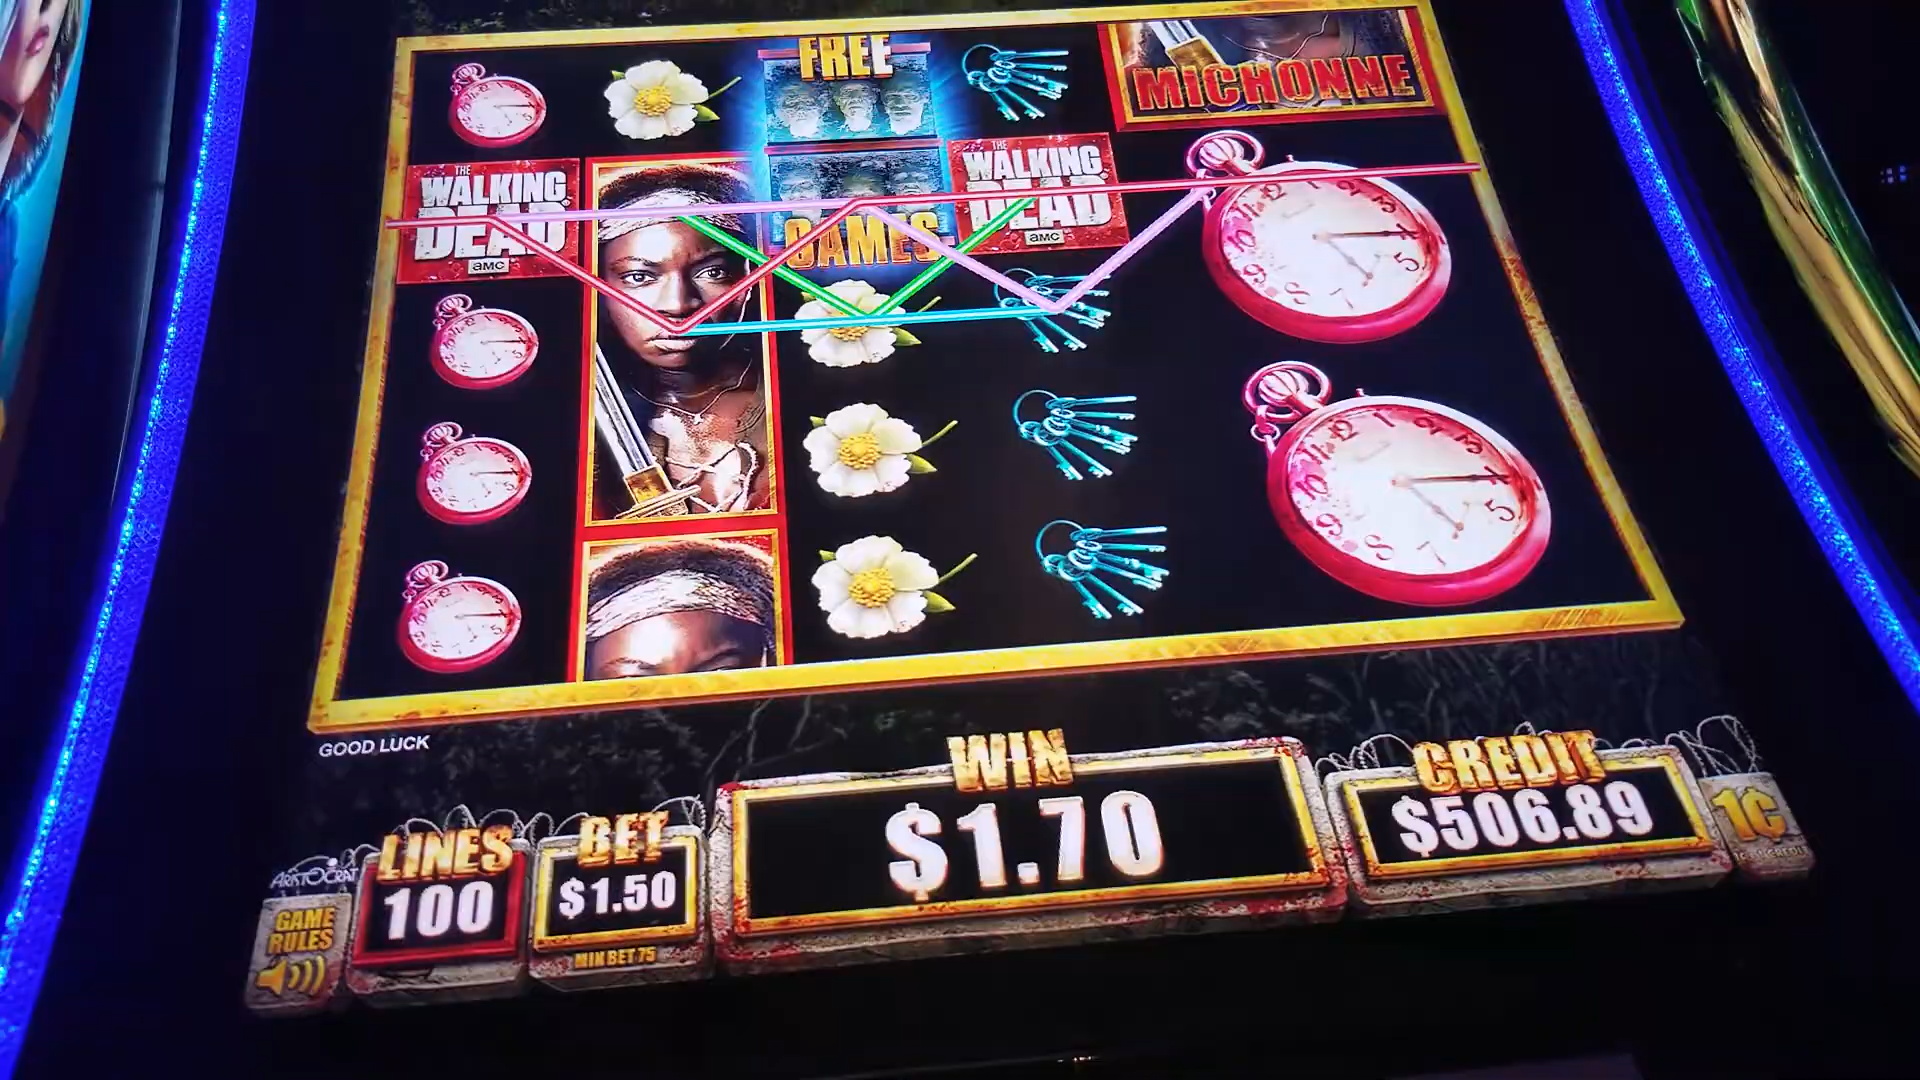 FREE
MICHONNE
THE
WALKING
DEAD
amc
GAMES
THE
WALKING
DEAD
amc
GOOD LUCK
WIN
$1.70
CREDIT
$506.89
1¢
LINES
100
BET
$1.50
MIN BET 75
ARISTOCRAT
GAME
RULES